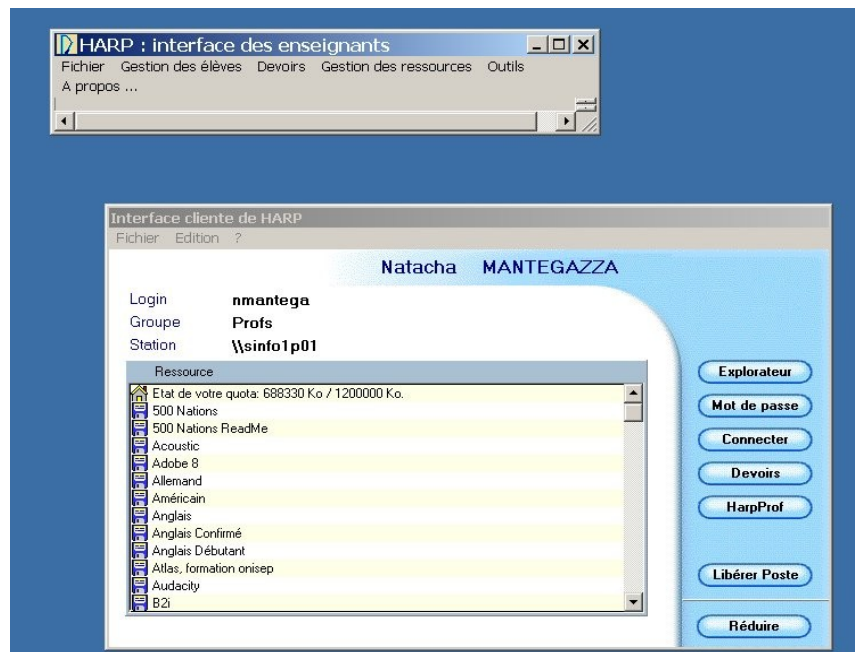 HARP : interface des enseignants
Fichier Gestion des élèves Devoirs Gestion des ressources Outils
A propos ...
Interface cliente de HARP
Fichier Edition ?
Natacha MANTEGAZZA
Login nmantega
Groupe Profs
Station \\sinfo1p01
Ressource
Etat de votre quota: 688330 Ko / 1200000 Ko.
500 Nations
500 Nations ReadMe
Acoustic
Adobe 8
Allemand
Américain
Anglais
Anglais Confirmé
Anglais Débutant
Atlas, formation onisep
Audacity
B2i
Explorateur
Mot de passe
Connecter
Devoirs
HarpProf
Libérer Poste
Réduire